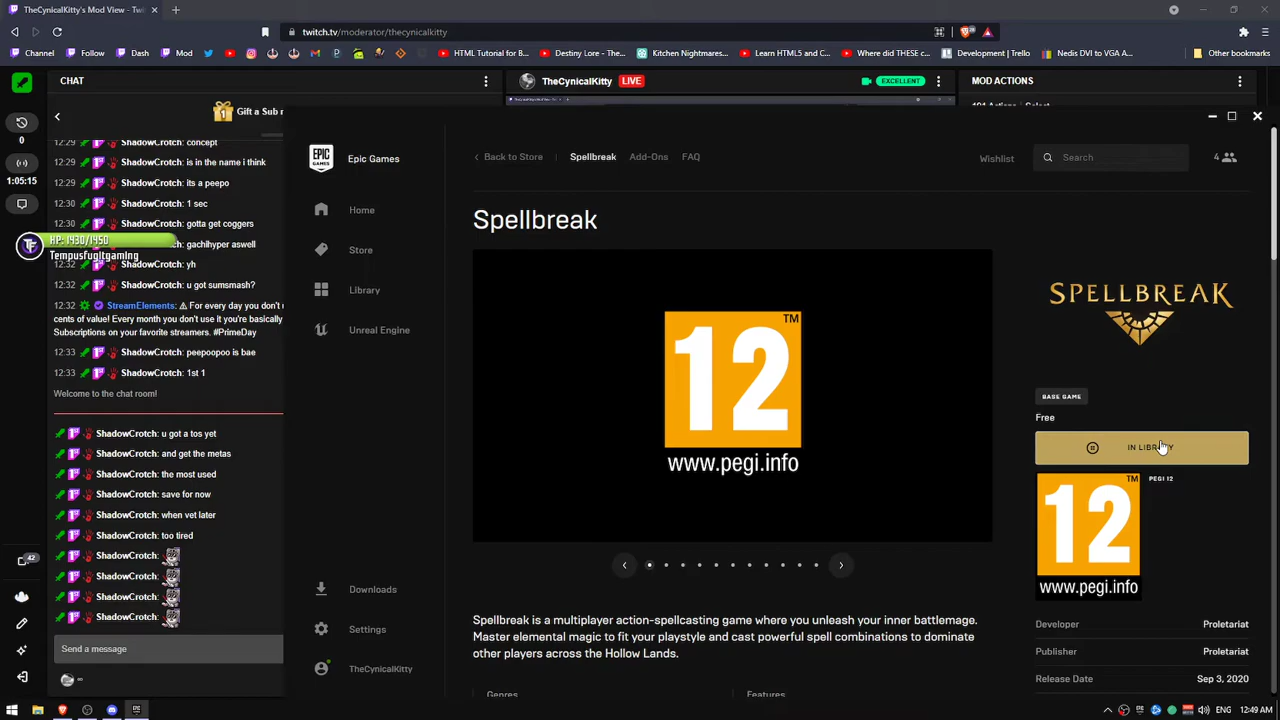 TheCynicalKitty's Mod View - Twit
twitch.tv/moderator/thecynicalkitty
Channel
Follow
Dash
Mod
HTML Tutorial for B...
Destiny Lore - The...
Kitchen Nightmares...
Learn HTML5 and C...
Where did THESE c...
Development | Trello
Nedis DVI to VGA A...
Other bookmarks
CHAT
TheCynicalKitty LIVE
EXCELLENT
MOD ACTIONS
Gift a Sub
0
1:05:15
42
12:29 ShadowCrotch: concept
12:29 ShadowCrotch: is in the name i think
12:29 ShadowCrotch: its a peepo
12:30 ShadowCrotch: 1 sec
12:30 ShadowCrotch: gotta get coggers
ShadowCrotch: gachihyper aswell
HP: 1430/1450
Tempusfugitgaming
12:32 ShadowCrotch: yh
12:32 ShadowCrotch: u got sumsmash?
12:32 StreamElements: ⚠ For every day you don't
cents of value! Every month you don't use it you're basically
Subscriptions on your favorite streamers. #PrimeDay
12:33 ShadowCrotch: peepoopoo is bae
12:33 ShadowCrotch: 1st 1
Welcome to the chat room!
ShadowCrotch: u got a tos yet
ShadowCrotch: and get the metas
ShadowCrotch: the most used
ShadowCrotch: save for now
ShadowCrotch: when vet later
ShadowCrotch: too tired
ShadowCrotch:
ShadowCrotch:
ShadowCrotch:
ShadowCrotch:
Send a message
∞
EPIC GAMES
Epic Games
Home
Store
Library
Unreal Engine
Downloads
Settings
TheCynicalKitty
Back to Store
Spellbreak
Add-Ons
FAQ
Wishlist
Search
4
Spellbreak
12 ™
www.pegi.info
Spellbreak is a multiplayer action-spellcasting game where you unleash your inner battlemage.
Master elemental magic to fit your playstyle and cast powerful spell combinations to dominate
other players across the Hollow Lands.
Genres
Features
SPELLBREAK
BASE GAME
Free
IN LIBRARY
12 ™
www.pegi.info
PEGI 12
Developer Proletariat
Publisher Proletariat
Release Date Sep 3, 2020
ENG 12:49 AM